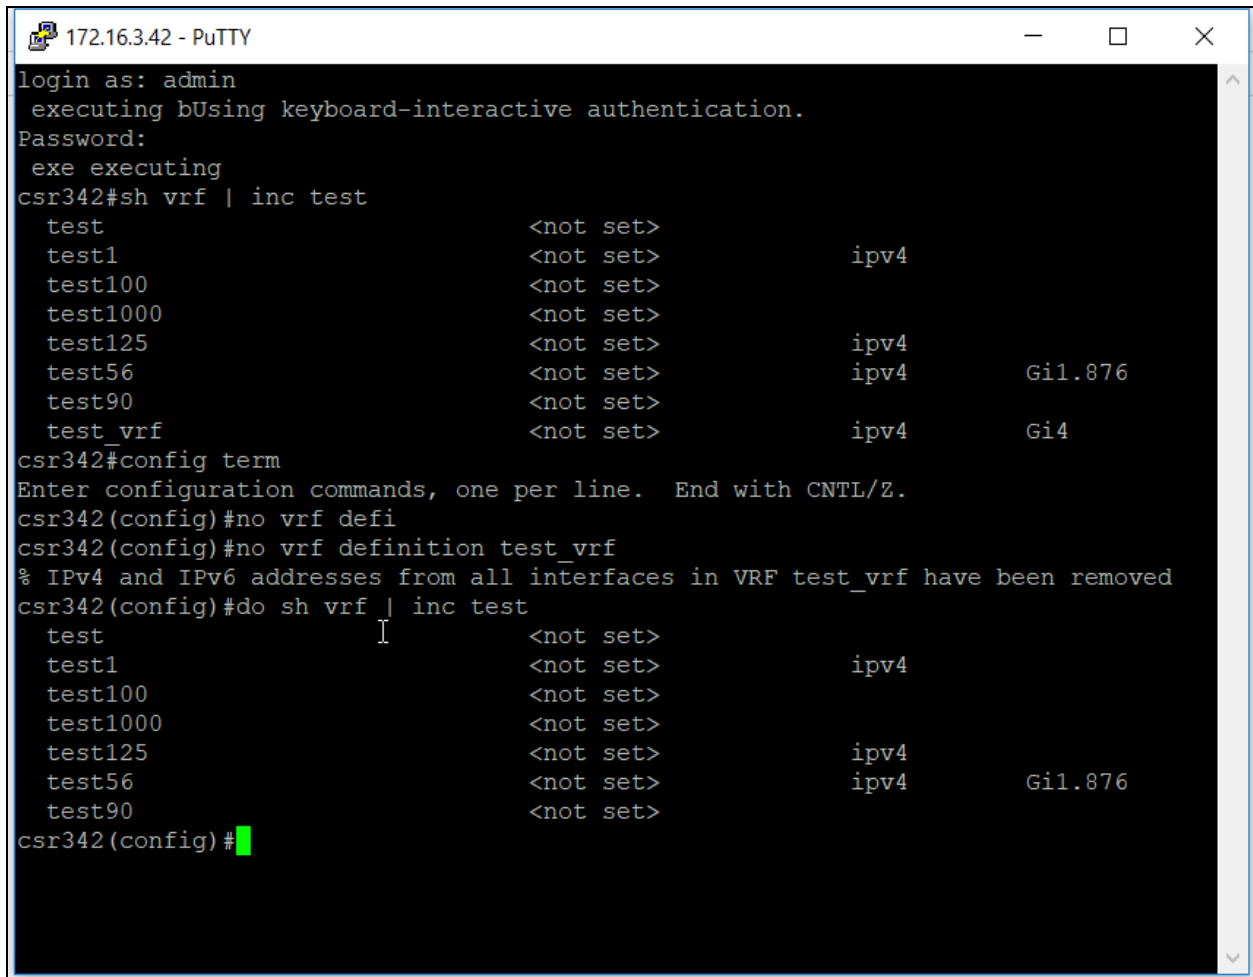 172.16.3.42 - PuTTY
login as: admin
 executing bUsing keyboard-interactive authentication.
Password:
 exe executing
csr342#sh vrf | inc test
  test                             <not set>
  test1                            <not set>             ipv4
  test100                          <not set>
  test1000                         <not set>
  test125                          <not set>             ipv4
  test56                           <not set>             ipv4        Gi1.876
  test90                           <not set>
  test_vrf                         <not set>             ipv4        Gi4
csr342#config term
Enter configuration commands, one per line.  End with CNTL/Z.
csr342(config)#no vrf defi
csr342(config)#no vrf definition test_vrf
% IPv4 and IPv6 addresses from all interfaces in VRF test_vrf have been removed
csr342(config)#do sh vrf | inc test
  test                             <not set>
  test1                            <not set>             ipv4
  test100                          <not set>
  test1000                         <not set>
  test125                          <not set>             ipv4
  test56                           <not set>             ipv4        Gi1.876
  test90                           <not set>
csr342(config)#